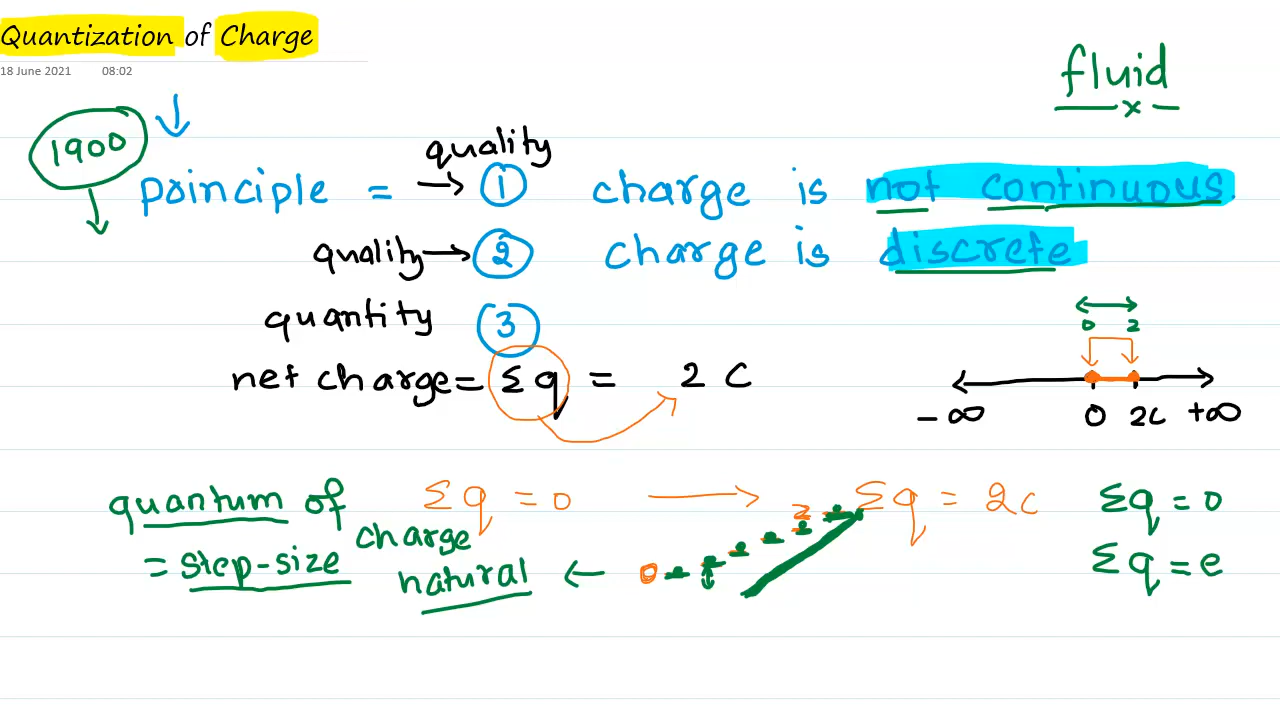 Quantization of Charge
18 June 2021 08:02
fluid
x
1900
quality
principle = → ① charge is not continuous.
quality → ② charge is discrete
quantity ③
0 2
net charge = Σq = 2 C
-∞ 0 2C +∞
quantum of charge
= step-size
Σq = 0 → Σq = 2C
natural ← 0 2
Σq = 0
Σq = e